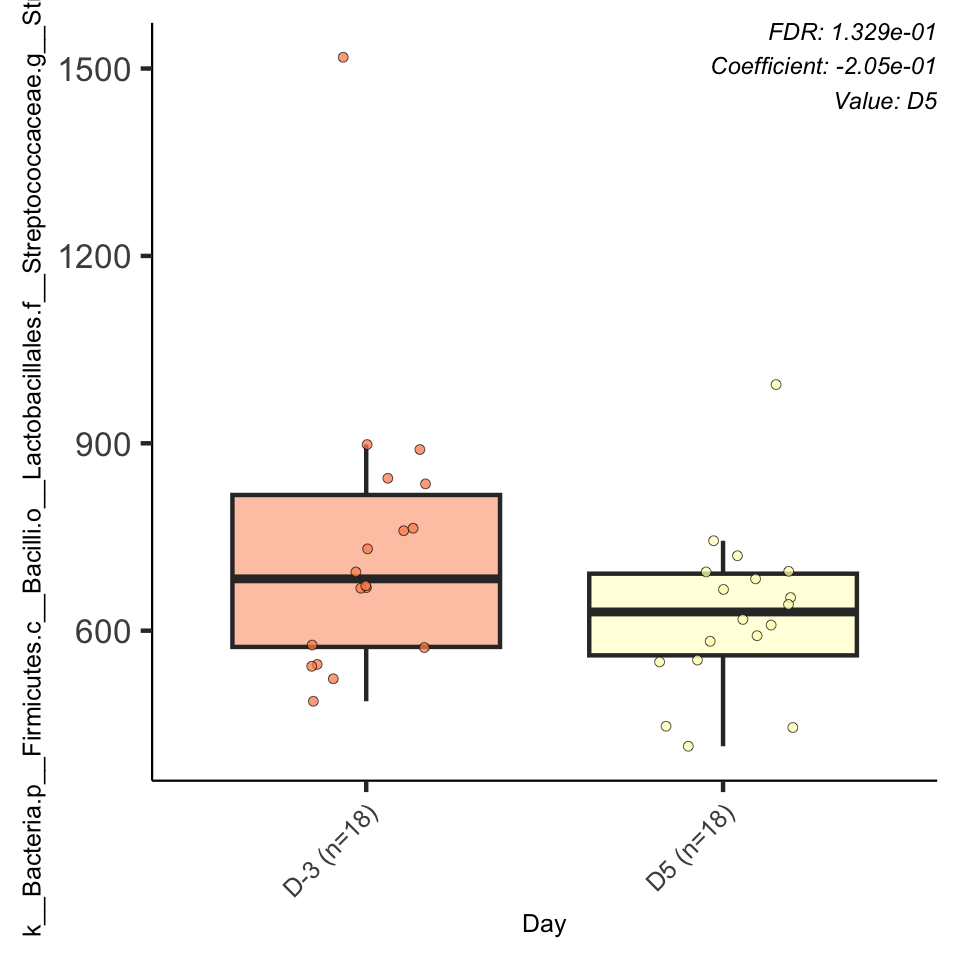 FDR: 1.329e-01
Coefficient: -2.05e-01
Value: D5
k__Bacteria.p__Firmicutes.c__Bacilli.o__Lactobacillales.f__Streptococcaceae.g__St
1500
1200
900
600
D-3 (n=18)
D5 (n=18)
Day